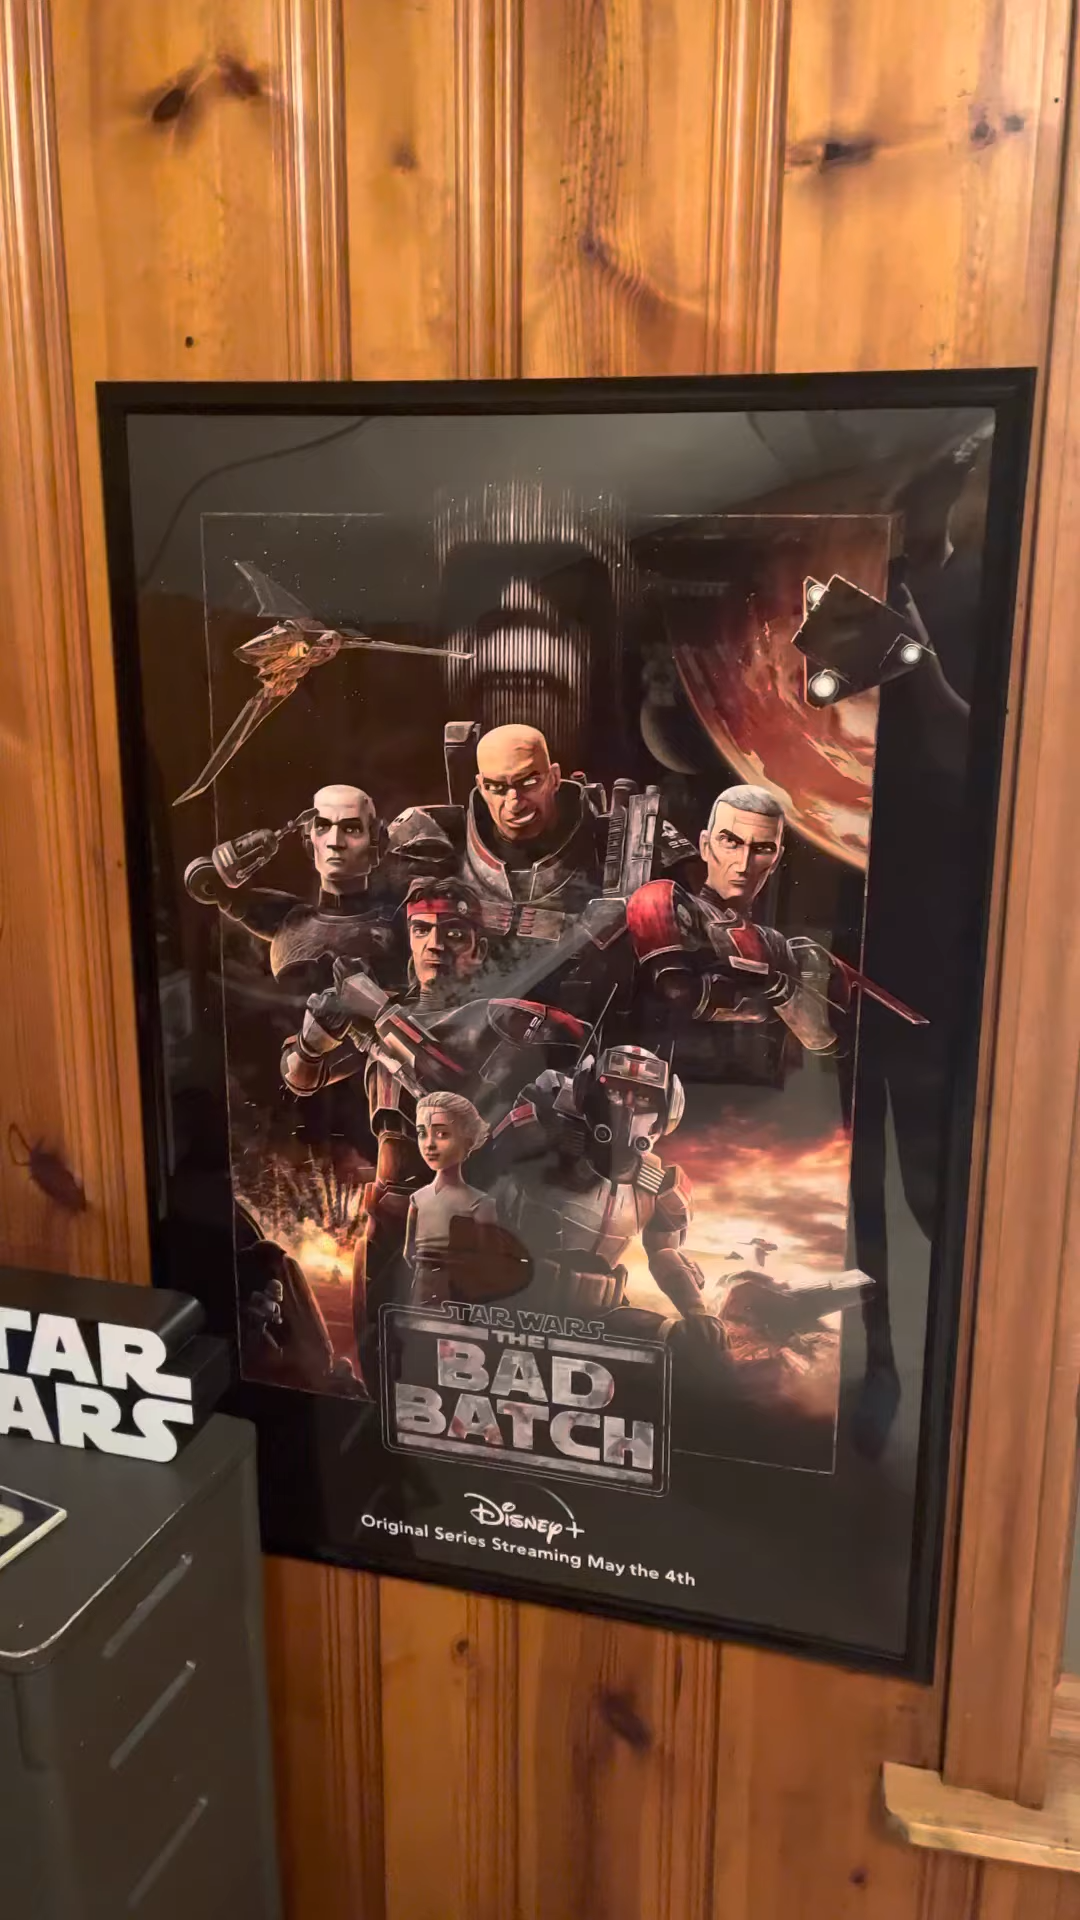 STAR WARS
THE
BAD
BATCH
Disney+
Original Series Streaming May the 4th
TAR
ARS